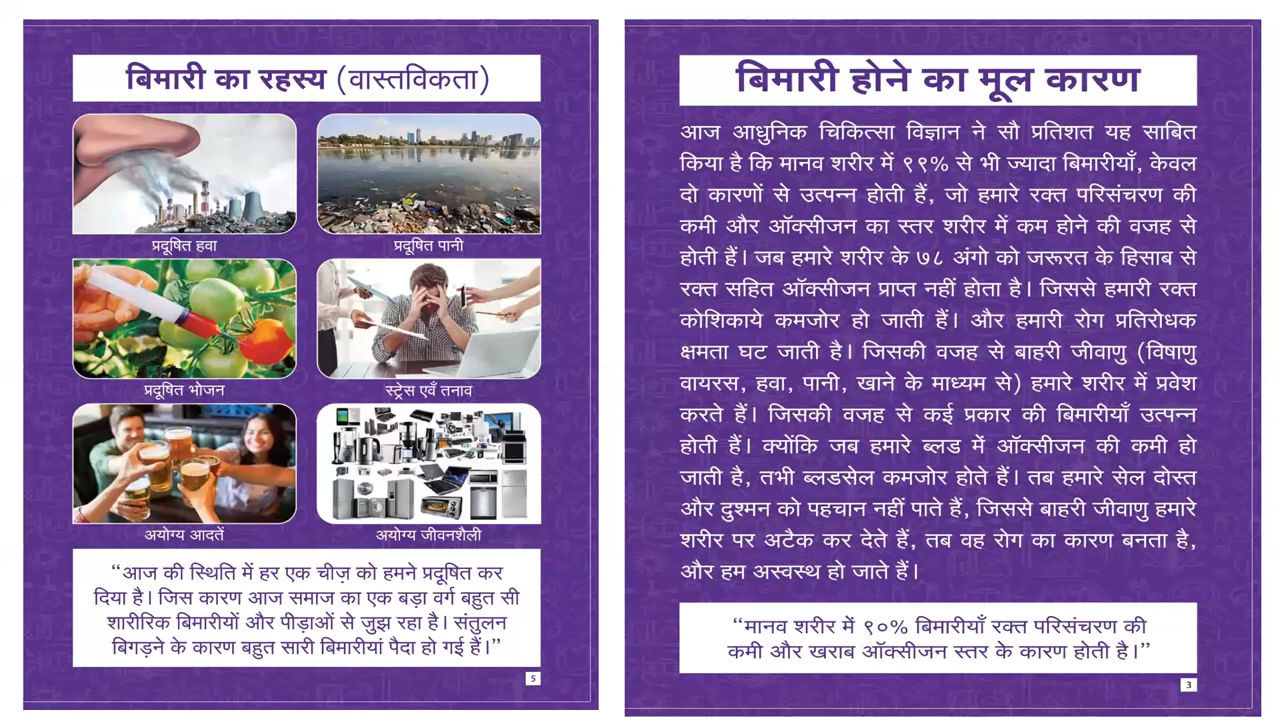 बिमारी का रहस्य (वास्तविकता)
प्रदूषित हवा
प्रदूषित पानी
प्रदूषित भोजन
स्ट्रेस एवँ तनाव
अयोग्य आदतें
अयोग्य जीवनशैली
“आज की स्थिति में हर एक चीज़ को हमने प्रदूषित कर
दिया है। जिस कारण आज समाज का एक बड़ा वर्ग बहुत सी
शारीरिक बिमारीयों और पीड़ाओं से जुझ रहा है। संतुलन
बिगड़ने के कारण बहुत सारी बिमारीयां पैदा हो गई हैं।”
5
बिमारी होने का मूल कारण
आज आधुनिक चिकित्सा विज्ञान ने सौ प्रतिशत यह साबित
किया है कि मानव शरीर में ९९% से भी ज्यादा बिमारीयाँ, केवल
दो कारणों से उत्पन्न होती हैं, जो हमारे रक्त परिसंचरण की
कमी और ऑक्सीजन का स्तर शरीर में कम होने की वजह से
होती हैं। जब हमारे शरीर के ७८ अंगो को जरूरत के हिसाब से
रक्त सहित ऑक्सीजन प्राप्त नहीं होता है। जिससे हमारी रक्त
कोशिकाये कमजोर हो जाती हैं। और हमारी रोग प्रतिरोधक
क्षमता घट जाती है। जिसकी वजह से बाहरी जीवाणु (विषाणु
वायरस, हवा, पानी, खाने के माध्यम से) हमारे शरीर में प्रवेश
करते हैं। जिसकी वजह से कई प्रकार की बिमारीयाँ उत्पन्न
होती हैं। क्योंकि जब हमारे ब्लड में ऑक्सीजन की कमी हो
जाती है, तभी ब्लडसेल कमजोर होते हैं। तब हमारे सेल दोस्त
और दुश्मन को पहचान नहीं पाते हैं, जिससे बाहरी जीवाणु हमारे
शरीर पर अटैक कर देते हैं, तब वह रोग का कारण बनता है,
और हम अस्वस्थ हो जाते हैं।
“मानव शरीर में ९०% बिमारीयाँ रक्त परिसंचरण की
कमी और खराब ऑक्सीजन स्तर के कारण होती है।”
3